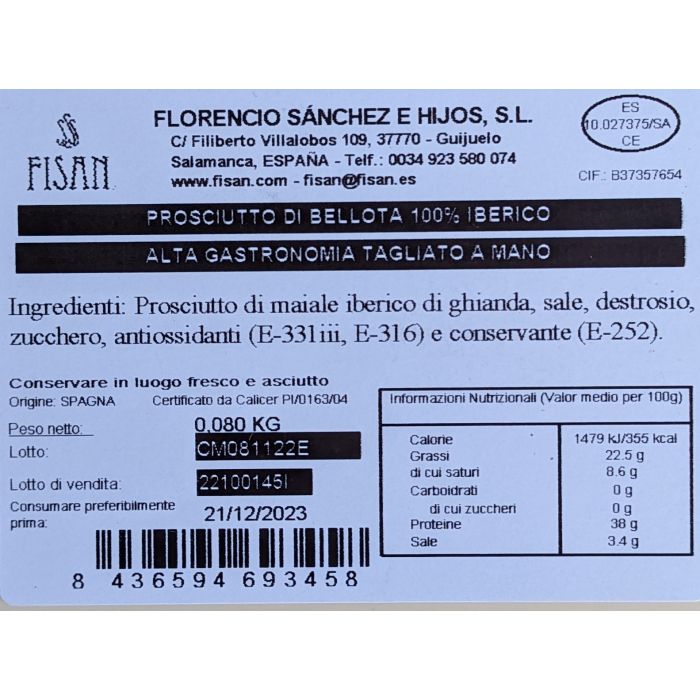 FISAN
FLORENCIO SÁNCHEZ E HIJOS, S.L.
C/ Filiberto Villalobos 109, 37770 - Guijuelo
Salamanca, ESPAÑA - Telf.: 0034 923 580 074
www.fisan.com - fisan@fisan.es
ES
10.027375/SA
CE
CIF.: B37357654
PROSCIUTTO DI BELLOTA 100% IBERICO
ALTA GASTRONOMIA TAGLIATO A MANO
Ingredienti: Prosciutto di maiale iberico di ghianda, sale, destrosio,
zucchero, antiossidanti (E-331iii, E-316) e conservante (E-252).
Conservare in luogo fresco e asciutto
Origine: SPAGNA Certificato da Calicer PI/0163/04
Peso netto: 0,080 KG
Lotto: CM081122E
Lotto di vendita: 22100145I
Consumare preferibilmente
prima: 21/12/2023
8 436594 693458
Informazioni Nutrizionali (Valor medio per 100g)
Calorie 1479 kJ/355 kcal
Grassi 22.5 g
di cui saturi 8.6 g
Carboidrati 0 g
di cui zuccheri 0 g
Proteine 38 g
Sale 3.4 g